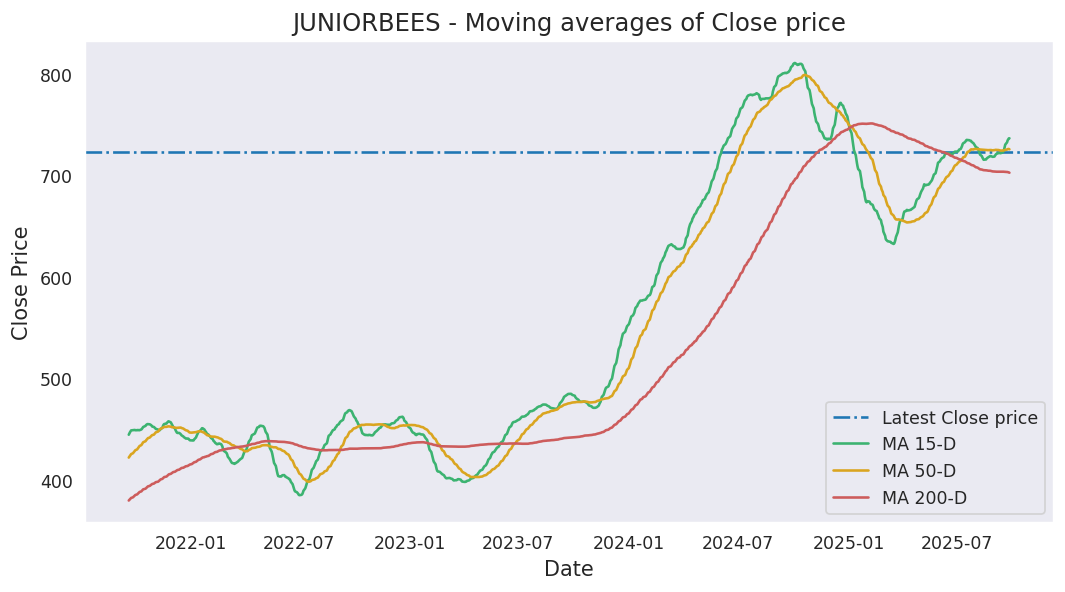 JUNIORBEES - Moving averages of Close price
800
700
600
500
400
Close Price
Latest Close price
MA 15-D
MA 50-D
MA 200-D
2022-01
2022-07
2023-01
2023-07
2024-01
2024-07
2025-01
2025-07
Date